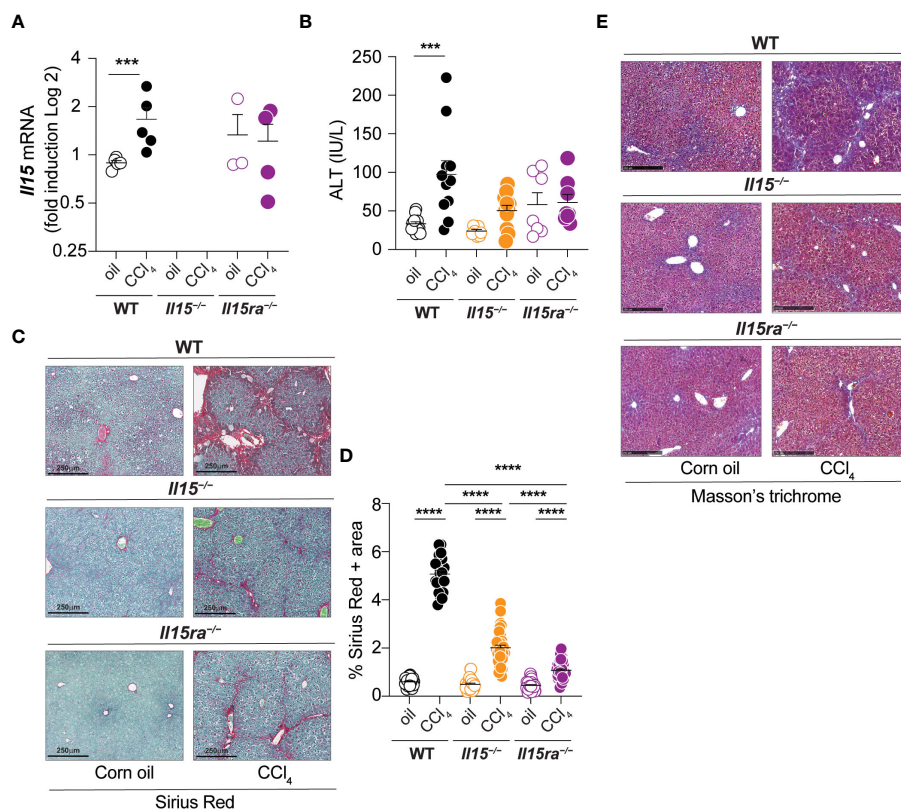 A
Il15 mRNA
(fold induction Log 2)
4
2
1
0.5
0.25
***
oil
CCl4
oil
CCl4
oil
CCl4
WT
Il15–/–
Il15ra–/–
B
ALT (IU/L)
250
200
150
100
50
0
***
oil
CCl4
oil
CCl4
oil
CCl4
WT
Il15–/–
Il15ra–/–
C
WT
250µm
250µm
Il15–/–
250µm
250µm
Il15ra–/–
250µm
250µm
Corn oil
CCl4
Sirius Red
D
% Sirius Red + area
8
6
4
2
0
****
****
****
****
****
****
oil
CCl4
oil
CCl4
oil
CCl4
WT
Il15–/–
Il15ra–/–
E
WT
Il15–/–
Il15ra–/–
Corn oil
CCl4
Masson's trichrome